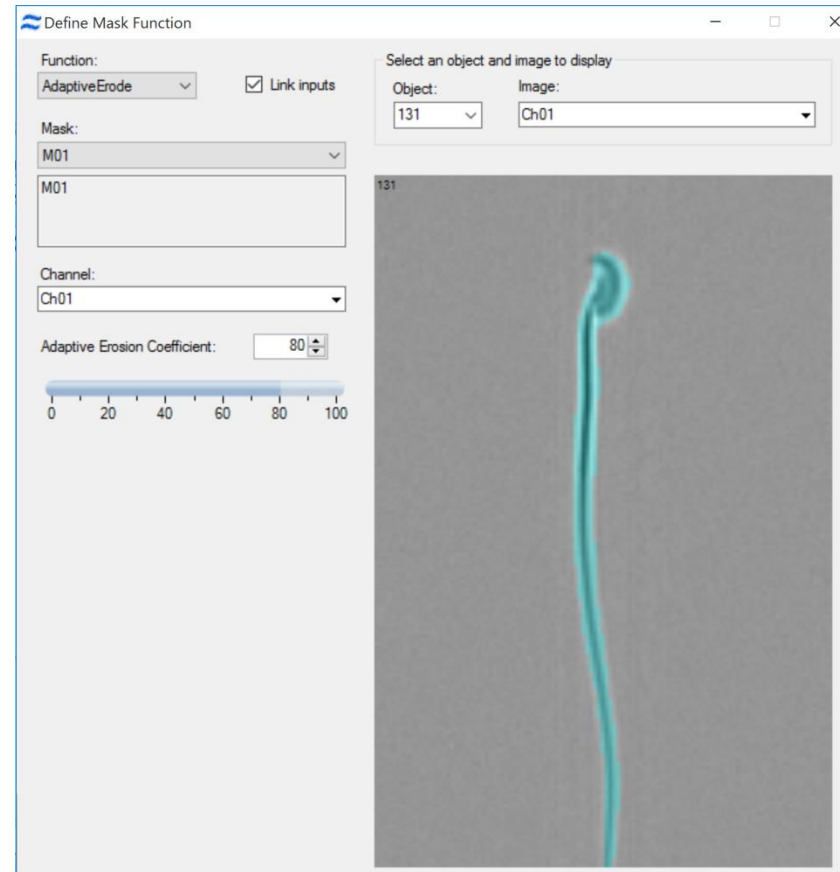 Define Mask Function
Function:
AdaptiveErode
Link inputs
Mask:
M01
M01
Channel:
Ch01
Adaptive Erosion Coefficient:
80
0 20 40 60 80 100
Select an object and image to display
Object:
131
Image:
Ch01
131